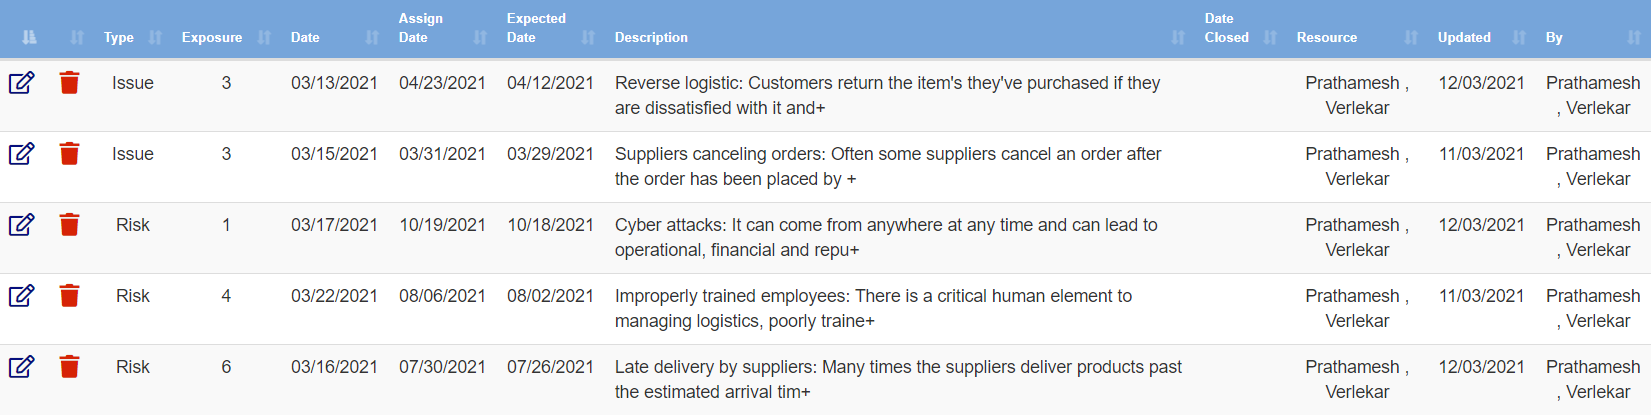 Type Exposure Date Assign Date Expected Date Description Date Closed Resource Updated By
Issue 3 03/13/2021 04/23/2021 04/12/2021 Reverse logistic: Customers return the item's they've purchased if they Prathamesh , 12/03/2021 Prathamesh
are dissatisfied with it and+ Verlekar , Verlekar
Issue 3 03/15/2021 03/31/2021 03/29/2021 Suppliers canceling orders: Often some suppliers cancel an order after Prathamesh , 11/03/2021 Prathamesh
the order has been placed by + Verlekar , Verlekar
Risk 1 03/17/2021 10/19/2021 10/18/2021 Cyber attacks: It can come from anywhere at any time and can lead to Prathamesh , 12/03/2021 Prathamesh
operational, financial and repu+ Verlekar , Verlekar
Risk 4 03/22/2021 08/06/2021 08/02/2021 Improperly trained employees: There is a critical human element to Prathamesh , 11/03/2021 Prathamesh
managing logistics, poorly traine+ Verlekar , Verlekar
Risk 6 03/16/2021 07/30/2021 07/26/2021 Late delivery by suppliers: Many times the suppliers deliver products past Prathamesh , 12/03/2021 Prathamesh
the estimated arrival tim+ Verlekar , Verlekar